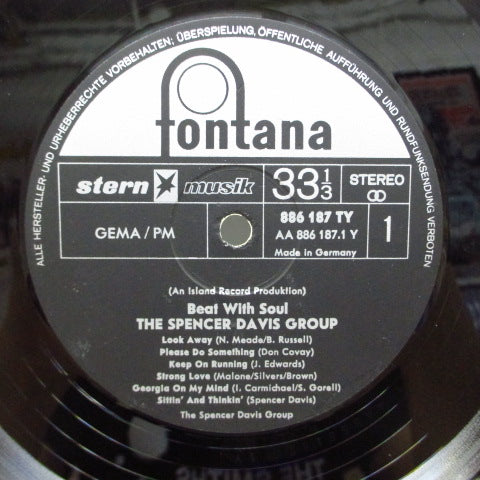 ALLE HERSTELLER- UND URHEBERRECHTE VORBEHALTEN; ÜBERSPIELUNG, ÖFFENTLICHE AUFFÜHRUNG UND RUNDFUNKSENDUNG VERBOTEN
fontana
stern musik
33 1/3
STEREO
GEMA / PM
886 187 TY
AA 886 187.1 Y
Made in Germany
1
(An Island Record Produktion)
Beat With Soul
THE SPENCER DAVIS GROUP
Look Away (N. Meade/B. Russell)
Please Do Something (Don Covay)
Keep On Running (J. Edwards)
Strong Love (Malone/Silvers/Brown)
Georgia On My Mind (I. Carmichael/S. Gorell)
Sittin' And Thinkin' (Spencer Davis)
The Spencer Davis Group